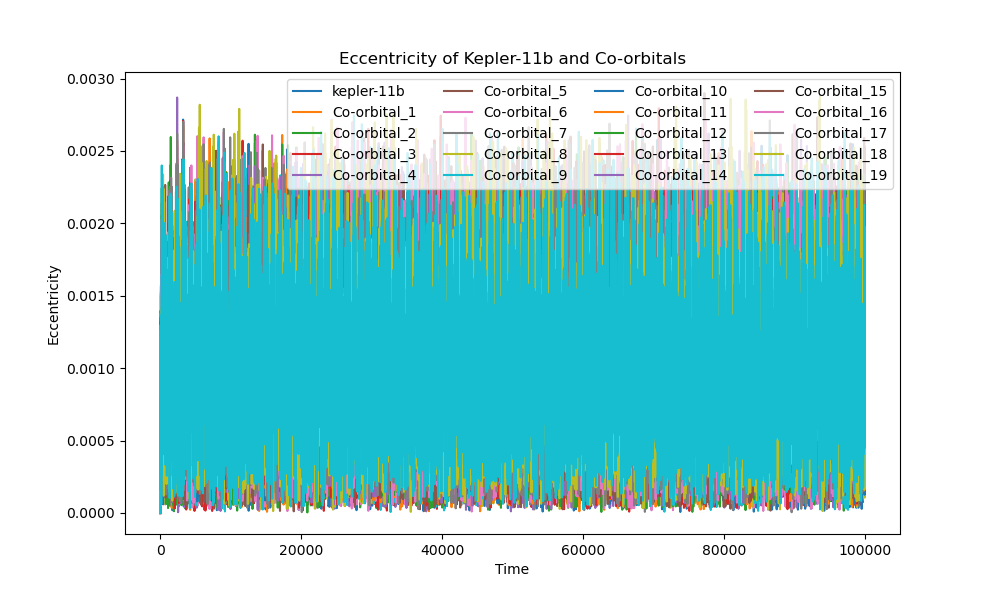 Eccentricity of Kepler-11b and Co-orbitals
0.0030
0.0025
0.0020
0.0015
0.0010
0.0005
0.0000
Eccentricity
kepler-11b
Co-orbital_1
Co-orbital_2
Co-orbital_3
Co-orbital_4
Co-orbital_5
Co-orbital_6
Co-orbital_7
Co-orbital_8
Co-orbital_9
Co-orbital_10
Co-orbital_11
Co-orbital_12
Co-orbital_13
Co-orbital_14
Co-orbital_15
Co-orbital_16
Co-orbital_17
Co-orbital_18
Co-orbital_19
0 20000 40000 60000 80000 100000
Time